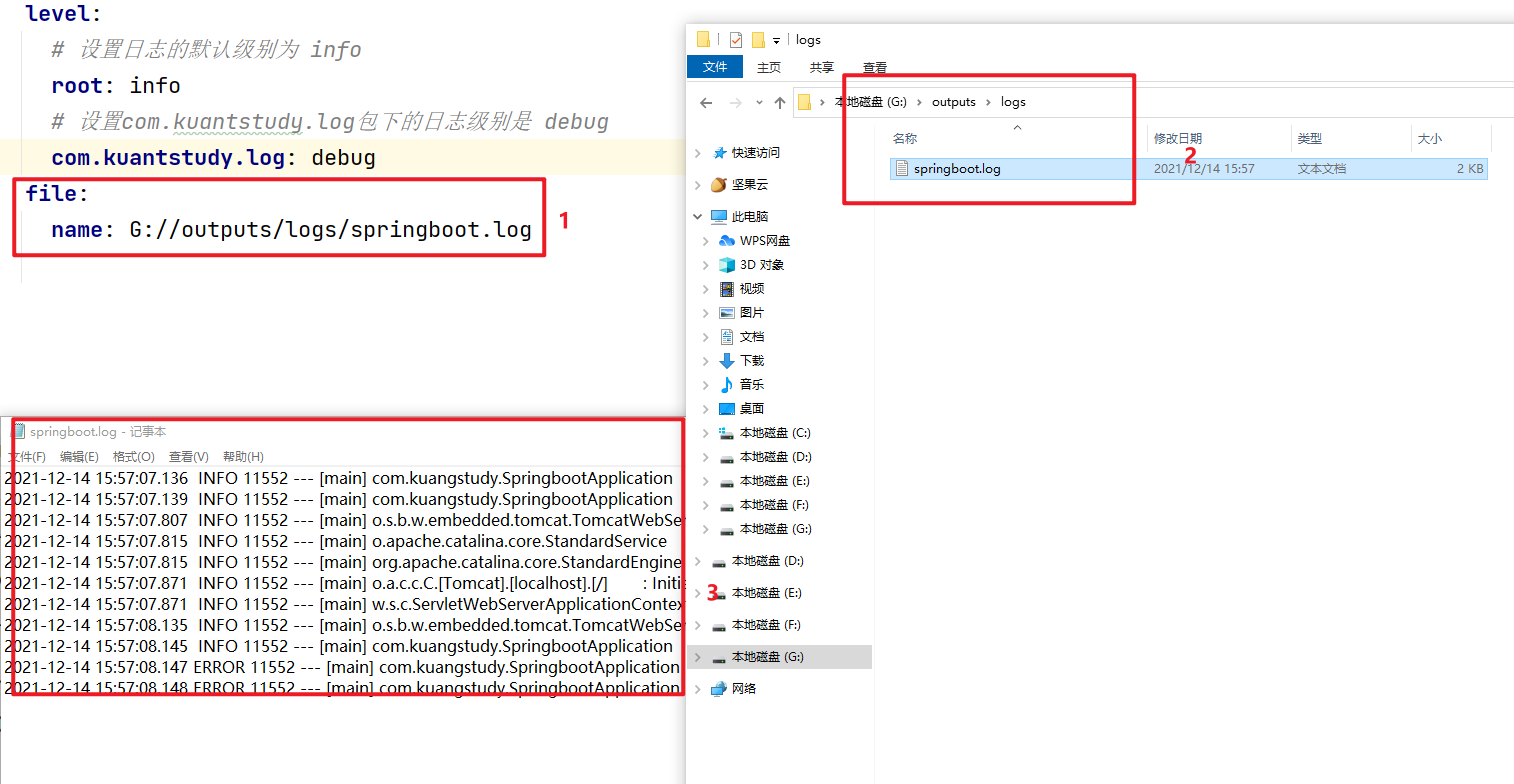 level:
# 设置日志的默认级别为 info
root: info
# 设置com.kuantstudy.log包下的日志级别是 debug
com.kuantstudy.log: debug
file:
name: G://outputs/logs/springboot.log
1
logs
文件 主页 共享 查看
本地磁盘 (G:) outputs logs
名称 修改日期 类型 大小
2
springboot.log 2021/12/14 15:57 文本文档 2 KB
快速访问
坚果云
此电脑
WPS网盘
3D 对象
视频
图片
文档
下载
音乐
桌面
本地磁盘 (C:)
本地磁盘 (D:)
本地磁盘 (E:)
本地磁盘 (F:)
本地磁盘 (G:)
本地磁盘 (D:)
3
本地磁盘 (E:)
本地磁盘 (F:)
本地磁盘 (G:)
网络
springboot.log - 记事本
文件(F) 编辑(E) 格式(O) 查看(V) 帮助(H)
2021-12-14 15:57:07.136 INFO 11552 --- [main] com.kuangstudy.SpringbootApplication
2021-12-14 15:57:07.139 INFO 11552 --- [main] com.kuangstudy.SpringbootApplication
2021-12-14 15:57:07.807 INFO 11552 --- [main] o.s.b.w.embedded.tomcat.TomcatWebSer
2021-12-14 15:57:07.815 INFO 11552 --- [main] o.apache.catalina.core.StandardService
2021-12-14 15:57:07.815 INFO 11552 --- [main] org.apache.catalina.core.StandardEngine
2021-12-14 15:57:07.871 INFO 11552 --- [main] o.a.c.c.C.[Tomcat].[localhost].[/] : Initia
2021-12-14 15:57:07.871 INFO 11552 --- [main] w.s.c.ServletWebServerApplicationContex
2021-12-14 15:57:08.135 INFO 11552 --- [main] o.s.b.w.embedded.tomcat.TomcatWebSer
2021-12-14 15:57:08.145 INFO 11552 --- [main] com.kuangstudy.SpringbootApplication
2021-12-14 15:57:08.147 ERROR 11552 --- [main] com.kuangstudy.SpringbootApplication
2021-12-14 15:57:08.148 ERROR 11552 --- [main] com.kuangstudy.SpringbootApplication